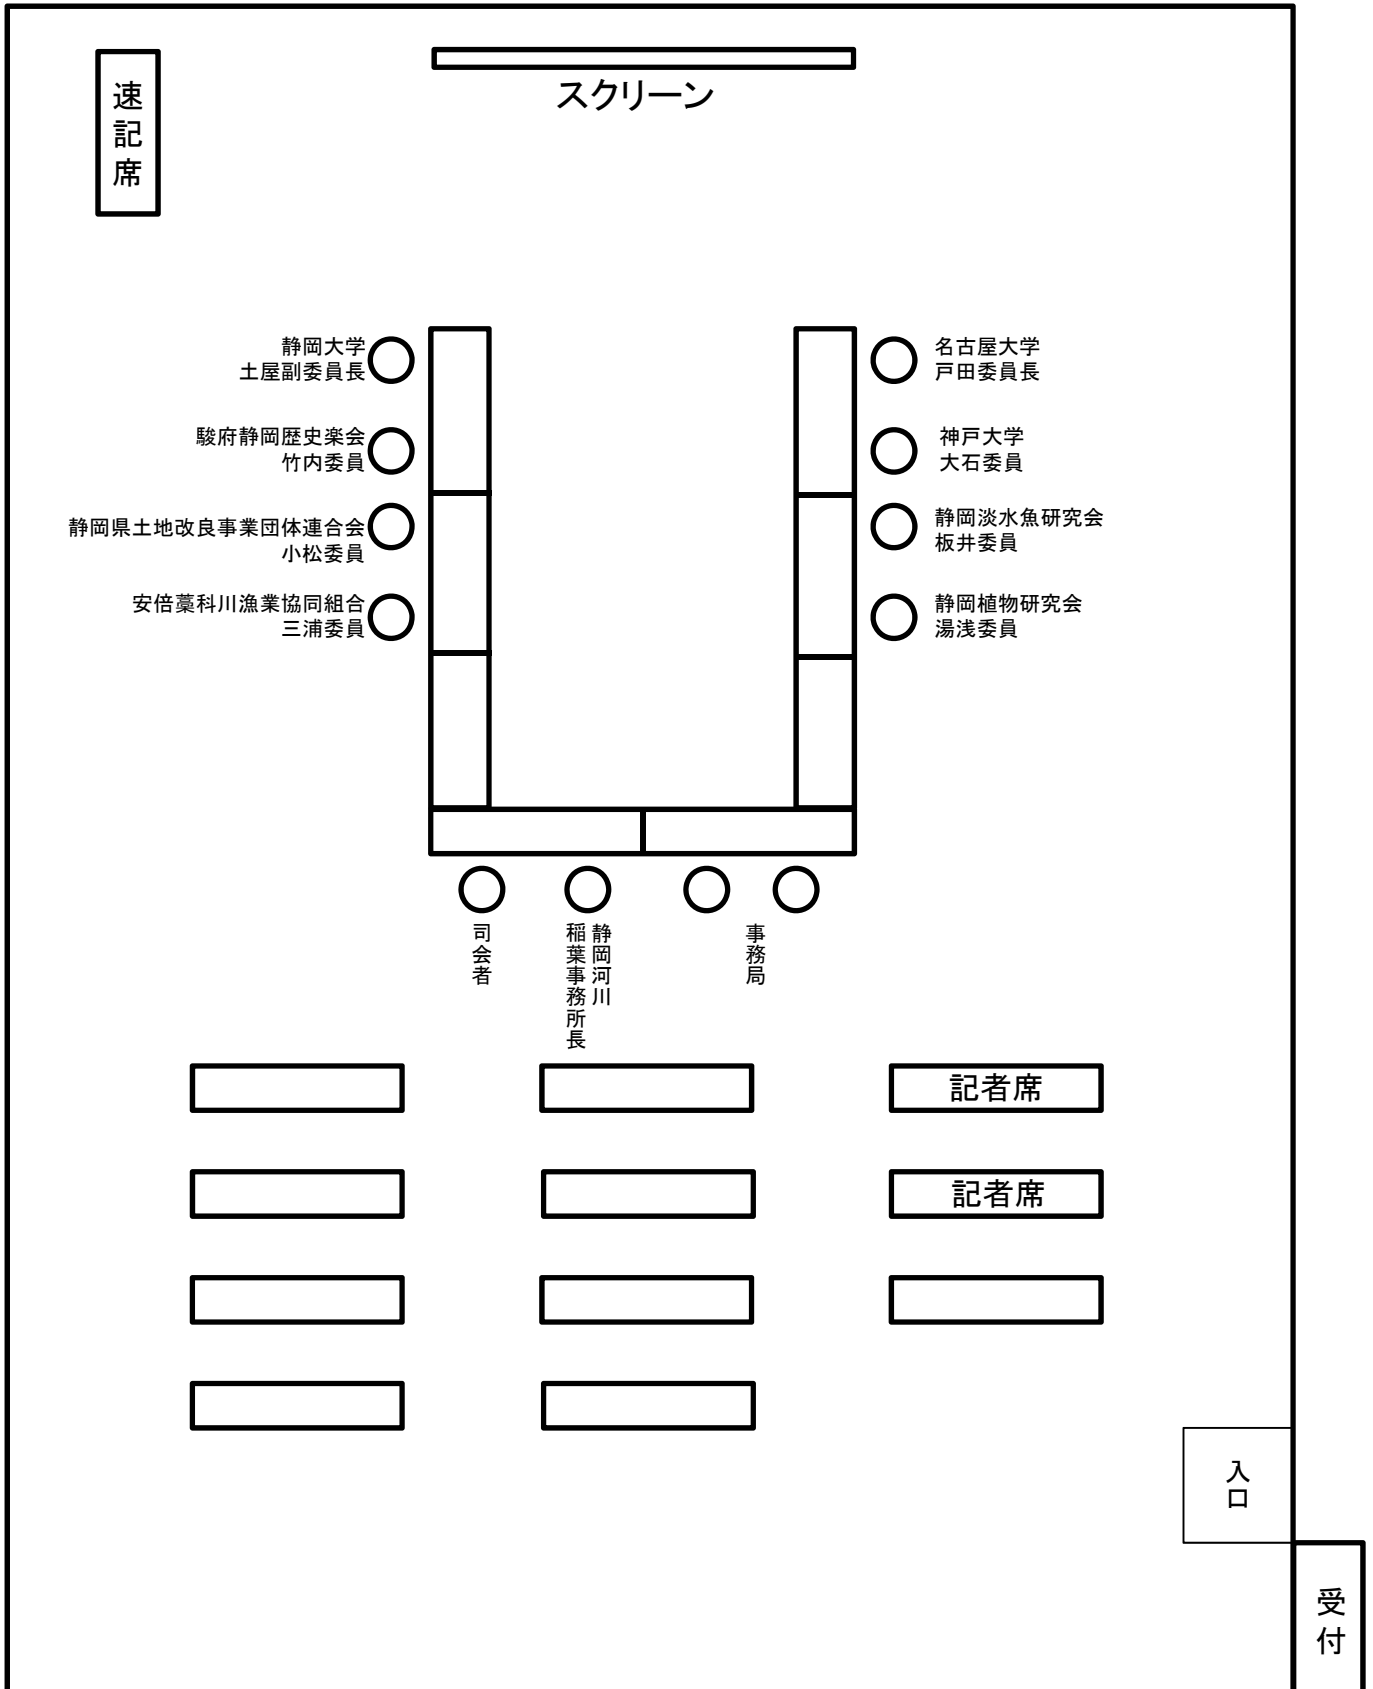 速記席
スクリーン
静岡大学
土屋副委員長
名古屋大学
戸田委員長
駿府静岡歴史楽会
竹内委員
神戸大学
大石委員
静岡県土地改良事業団体連合会
小松委員
静岡淡水魚研究会
板井委員
安倍藁科川漁業協同組合
三浦委員
静岡植物研究会
湯浅委員
司会者
静岡河川
稲葉事務所長
事務局
記者席
記者席
入口
受付